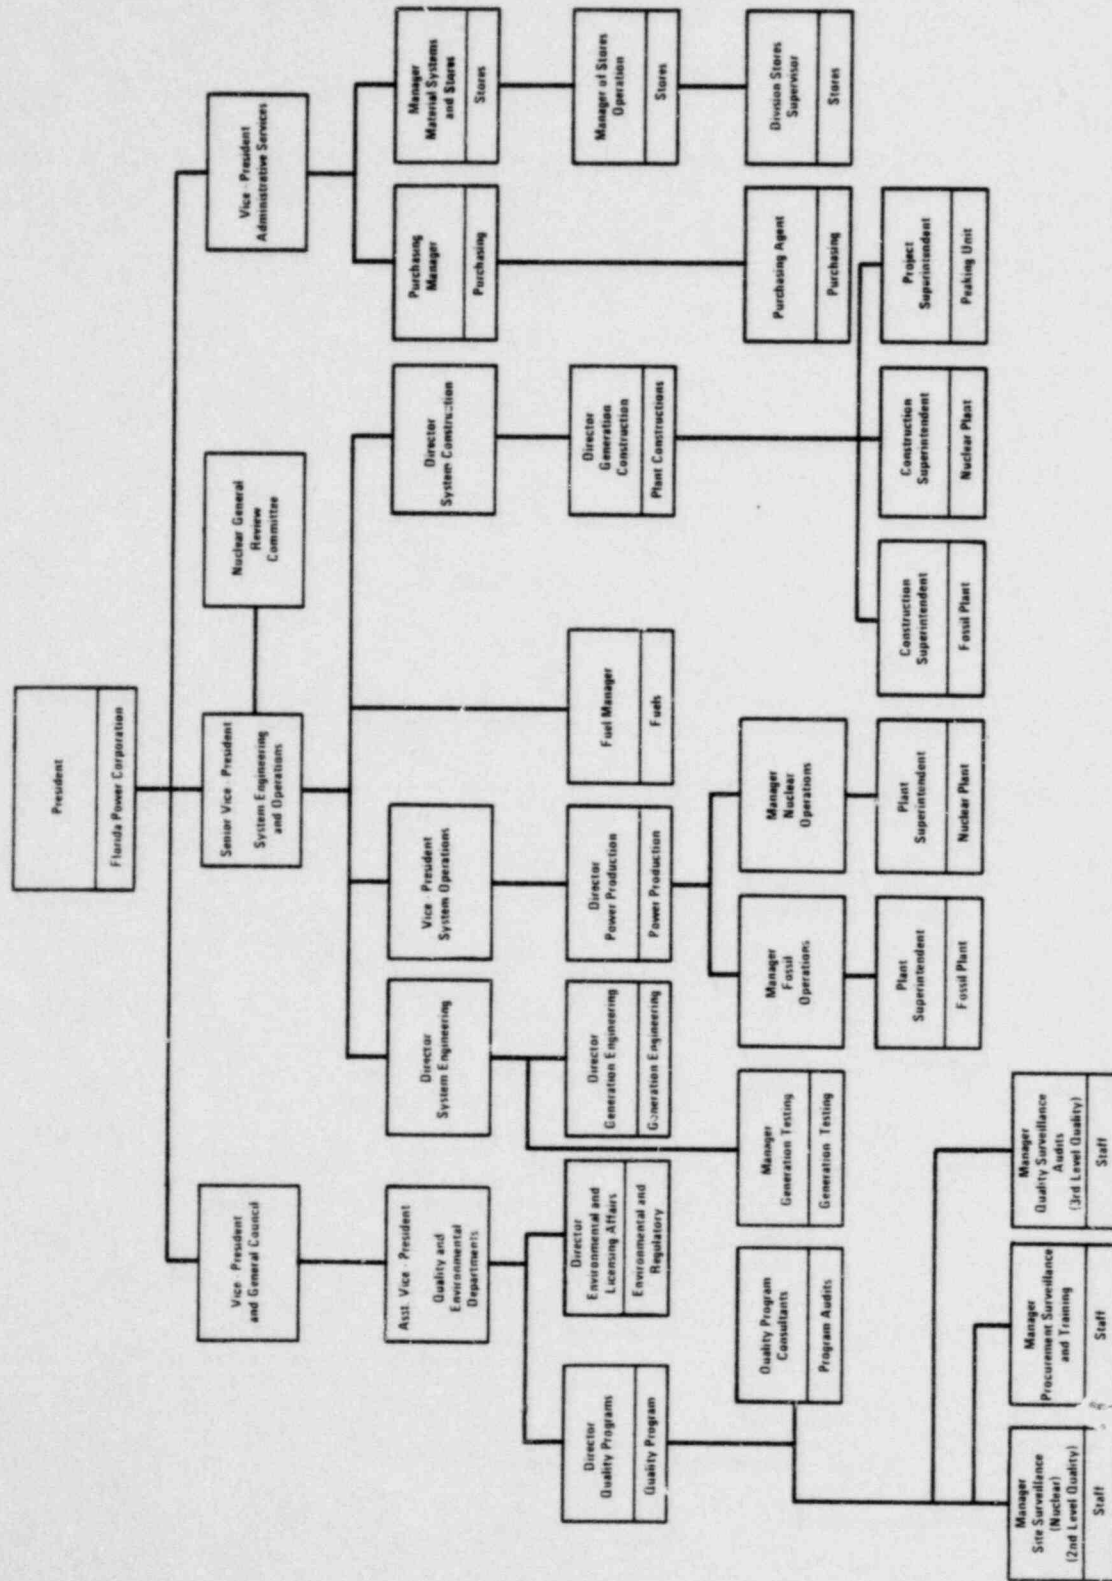 President
Florida Power Corporation
Vice - President
and General Council
Senior Vice - President
System Engineering
and Operations
Nuclear General
Review
Committee
Vice - President
Administrative Services
Asst. Vice - President
Quality and
Environmental
Departments
Director
System Engineering
Vice - President
System Operations
Director
System Construction
Purchasing
Manager
Purchasing
Manager
Material Systems
and Stores
Stores
Director
Quality Programs
Quality Program
Director
Environmental and
Licensing Affairs
Environmental and
Regulatory
Director
Generation Engineering
Generation Engineering
Director
Power Production
Power Production
Fuel Manager
Fuels
Director
Generation
Construction
Plant Constructions
Manager of Stores
Operation
Stores
Quality Program
Consultants
Program Audits
Manager
Generation Testing
Generation Testing
Manager
Fossil
Operations
Manager
Nuclear
Operations
Purchasing Agent
Purchasing
Division Stores
Supervisor
Stores
Plant
Superintendent
Fossil Plant
Plant
Superintendent
Nuclear Plant
Construction
Superintendent
Fossil Plant
Construction
Superintendent
Nuclear Plant
Project
Superintendent
Peaking Unit
Manager
Site Surveillance
(Nuclear)
(2nd Level Quality)
Staff
Manager
Procurement Surveillance
and Training
Staff
Manager
Quality Surveillance
Audits
(3rd Level Quality)
Staff